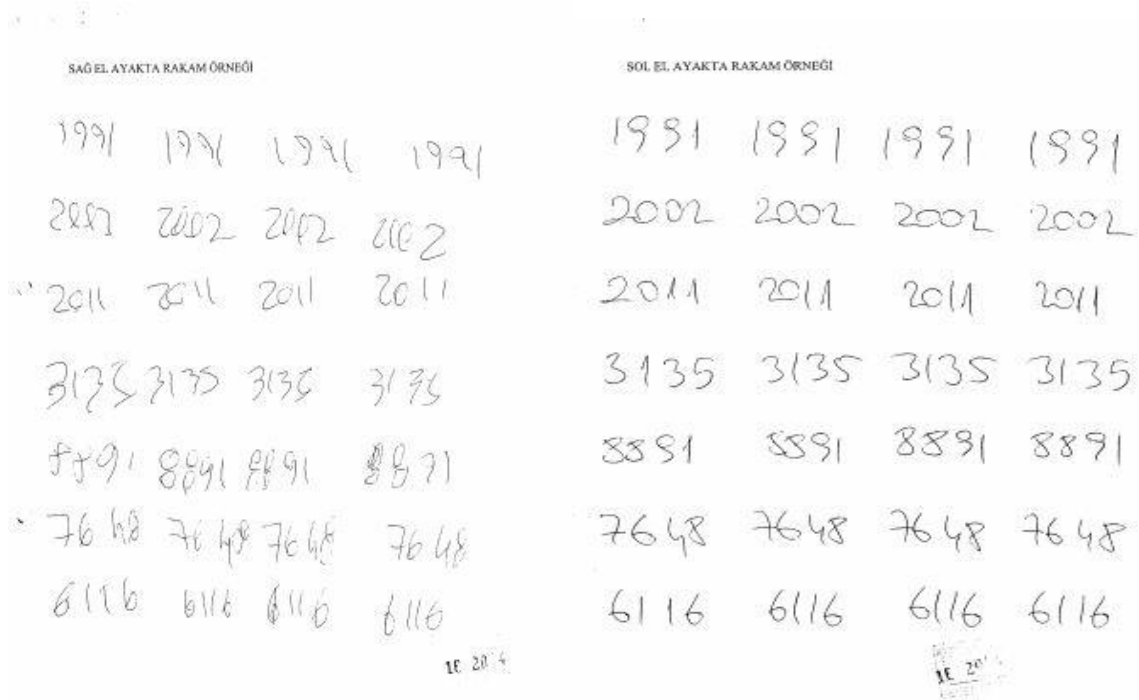 SAĞ EL AYAKTA RAKAM ÖRNEĞİ
1991 1991 1991 1991
2002 2002 2002 2002
2011 2011 2011 2011
3135 3135 3135 3135
8891 8891 8891 8891
7648 7648 7648 7648
6116 6116 6116 6116
SOL EL AYAKTA RAKAM ÖRNEĞİ
1991 1991 1991 1991
2002 2002 2002 2002
2011 2011 2011 2011
3135 3135 3135 3135
8891 8891 8891 8891
7648 7648 7648 7648
6116 6116 6116 6116